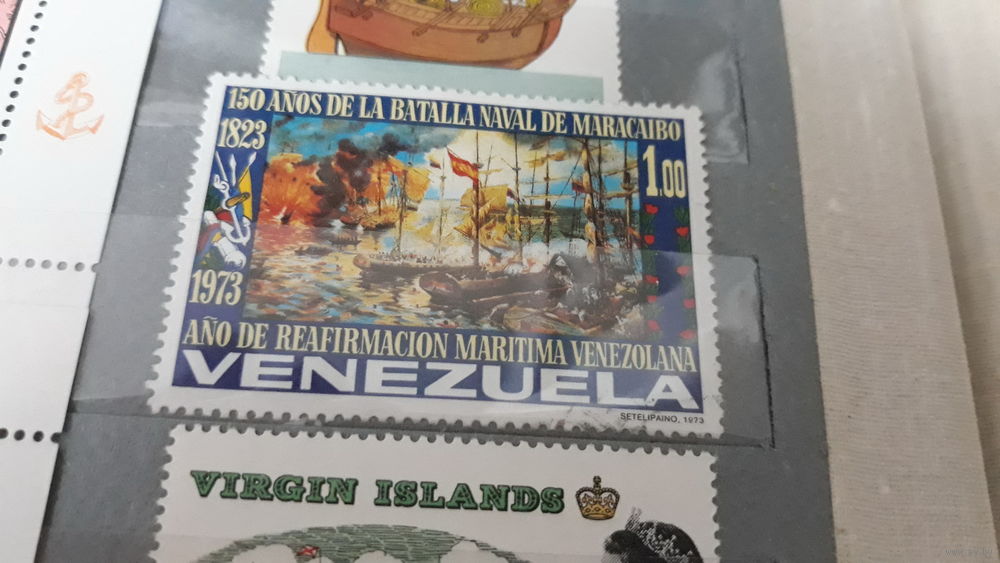 150 AÑOS DE LA BATALLA NAVAL DE MARACAIBO
1823
1.00
1973
AÑO DE REAFIRMACION MARITIMA VENEZOLANA
VENEZUELA
SETELIPAINO, 1973
VIRGIN ISLANDS